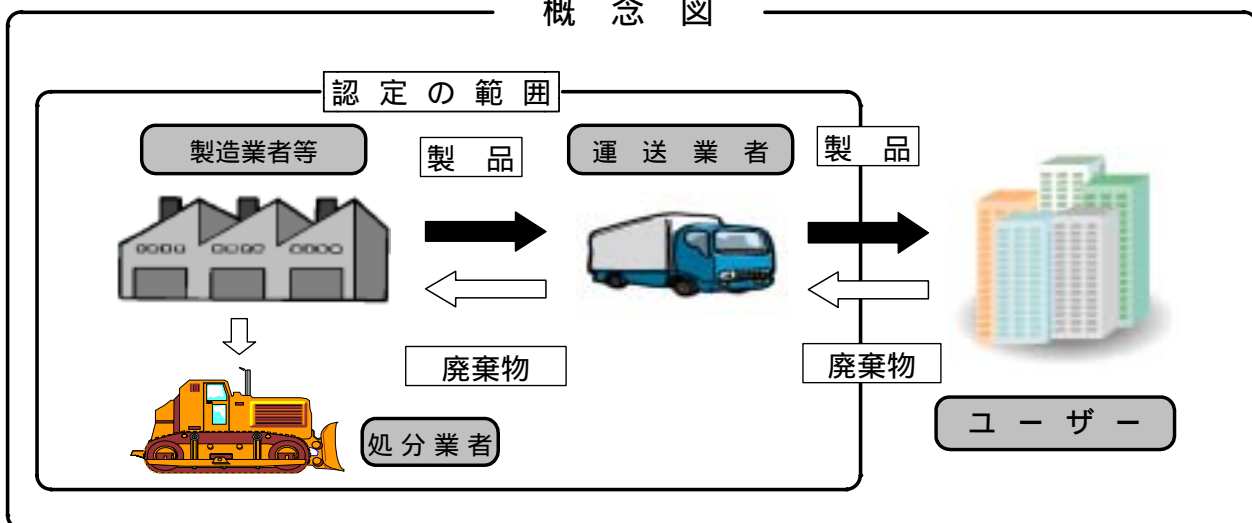 概 念 図
認 定 の 範 囲
製造業者等
製 品
運 送 業 者
製 品
廃棄物
廃棄物
処 分 業 者
ユ ー ザ ー